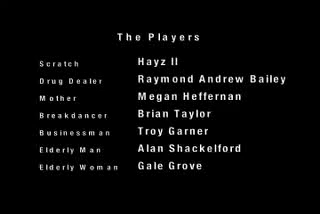 The Players
Scratch Hayz II
Drug Dealer Raymond Andrew Bailey
Mother Megan Heffernan
Breakdancer Brian Taylor
Businessman Troy Garner
Elderly Man Alan Shackelford
Elderly Woman Gale Grove